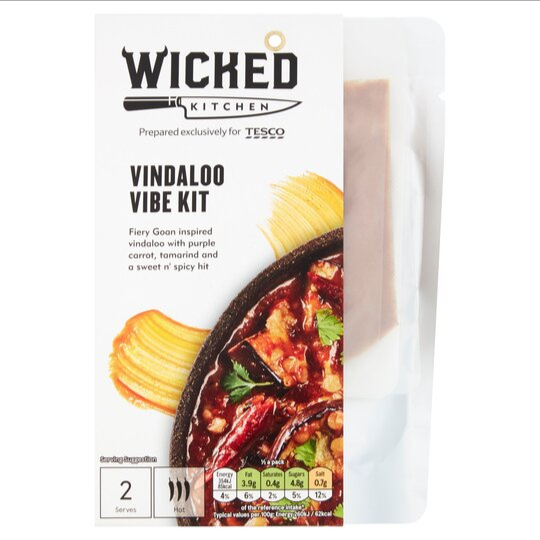 WICKED
KITCHEN
Prepared exclusively for TESCO
VINDALOO
VIBE KIT
Fiery Goan inspired
vindaloo with purple
carrot, tamarind and
a sweet n' spicy hit
Serving Suggestion
2
Serves
Hot
½ a pack
Energy Fat Saturates Sugars Salt
354kJ 3.9g 0.4g 4.8g 0.7g
85kcal
4% 6% 2% 5% 12%
of the reference intake*
Typical values per 100g: Energy 260kJ / 62kcal